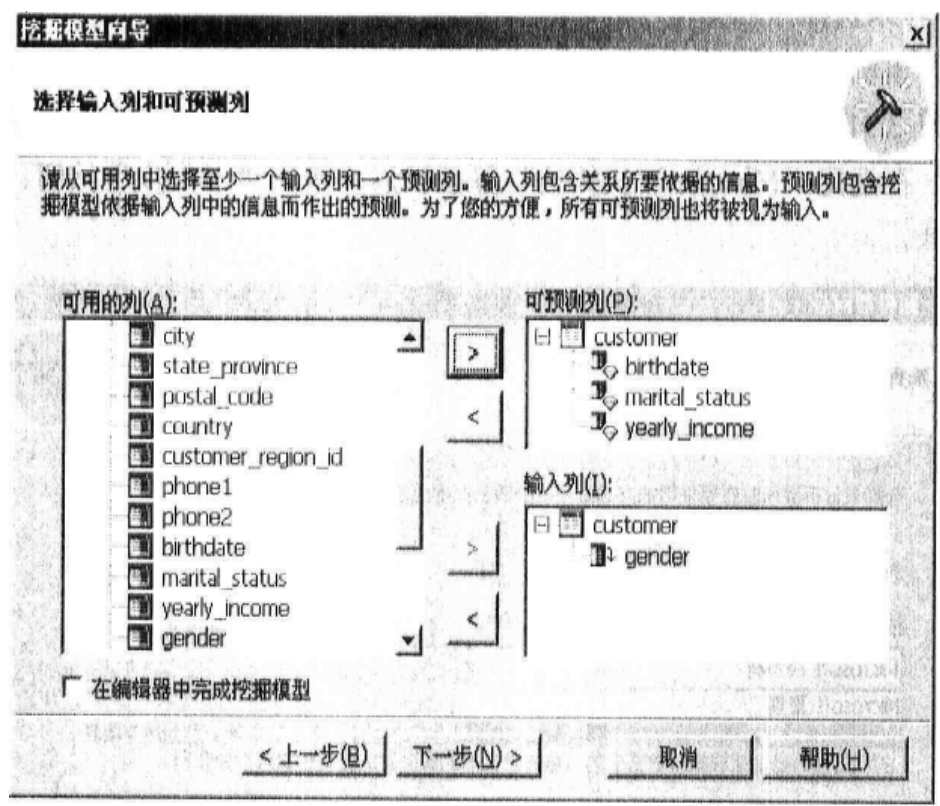 挖掘模型向导
选择输入列和可预测列
请从可用列中选择至少一个输入列和一个预测列。输入列包含关系所要依据的信息。预测列包含挖
掘模型依据输入列中的信息而作出的预测。为了您的方便，所有可预测列也将被视为输入。
可用的列(A):
city
state_province
postal_code
country
customer_region_id
phone1
phone2
birthdate
marital_status
yearly_income
gender
>
<
>
<
可预测列(P):
customer
birthdate
marital_status
yearly_income
输入列(I):
customer
gender
在编辑器中完成挖掘模型
< 上一步(B)
下一步(N) >
取消
帮助(H)